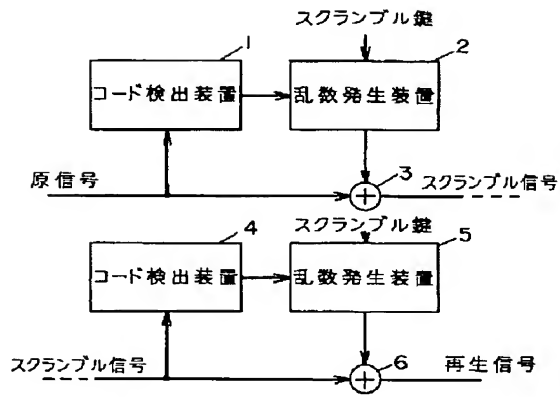 スクランブル鍵
1
2
コード検出装置
乱数発生装置
3
原信号
スクランブル信号
スクランブル鍵
4
5
コード検出装置
乱数発生装置
スクランブル信号
6
再生信号